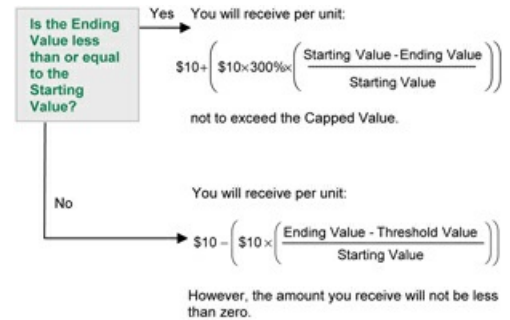 Is the Ending
Value less
than or equal
to the
Starting
Value?
Yes
You will receive per unit:
$10+ ( $10×300%× ( Starting Value - Ending Value / Starting Value ) )
not to exceed the Capped Value.
No
You will receive per unit:
$10 - ( $10 × ( Ending Value - Threshold Value / Starting Value ) )
However, the amount you receive will not be less
than zero.